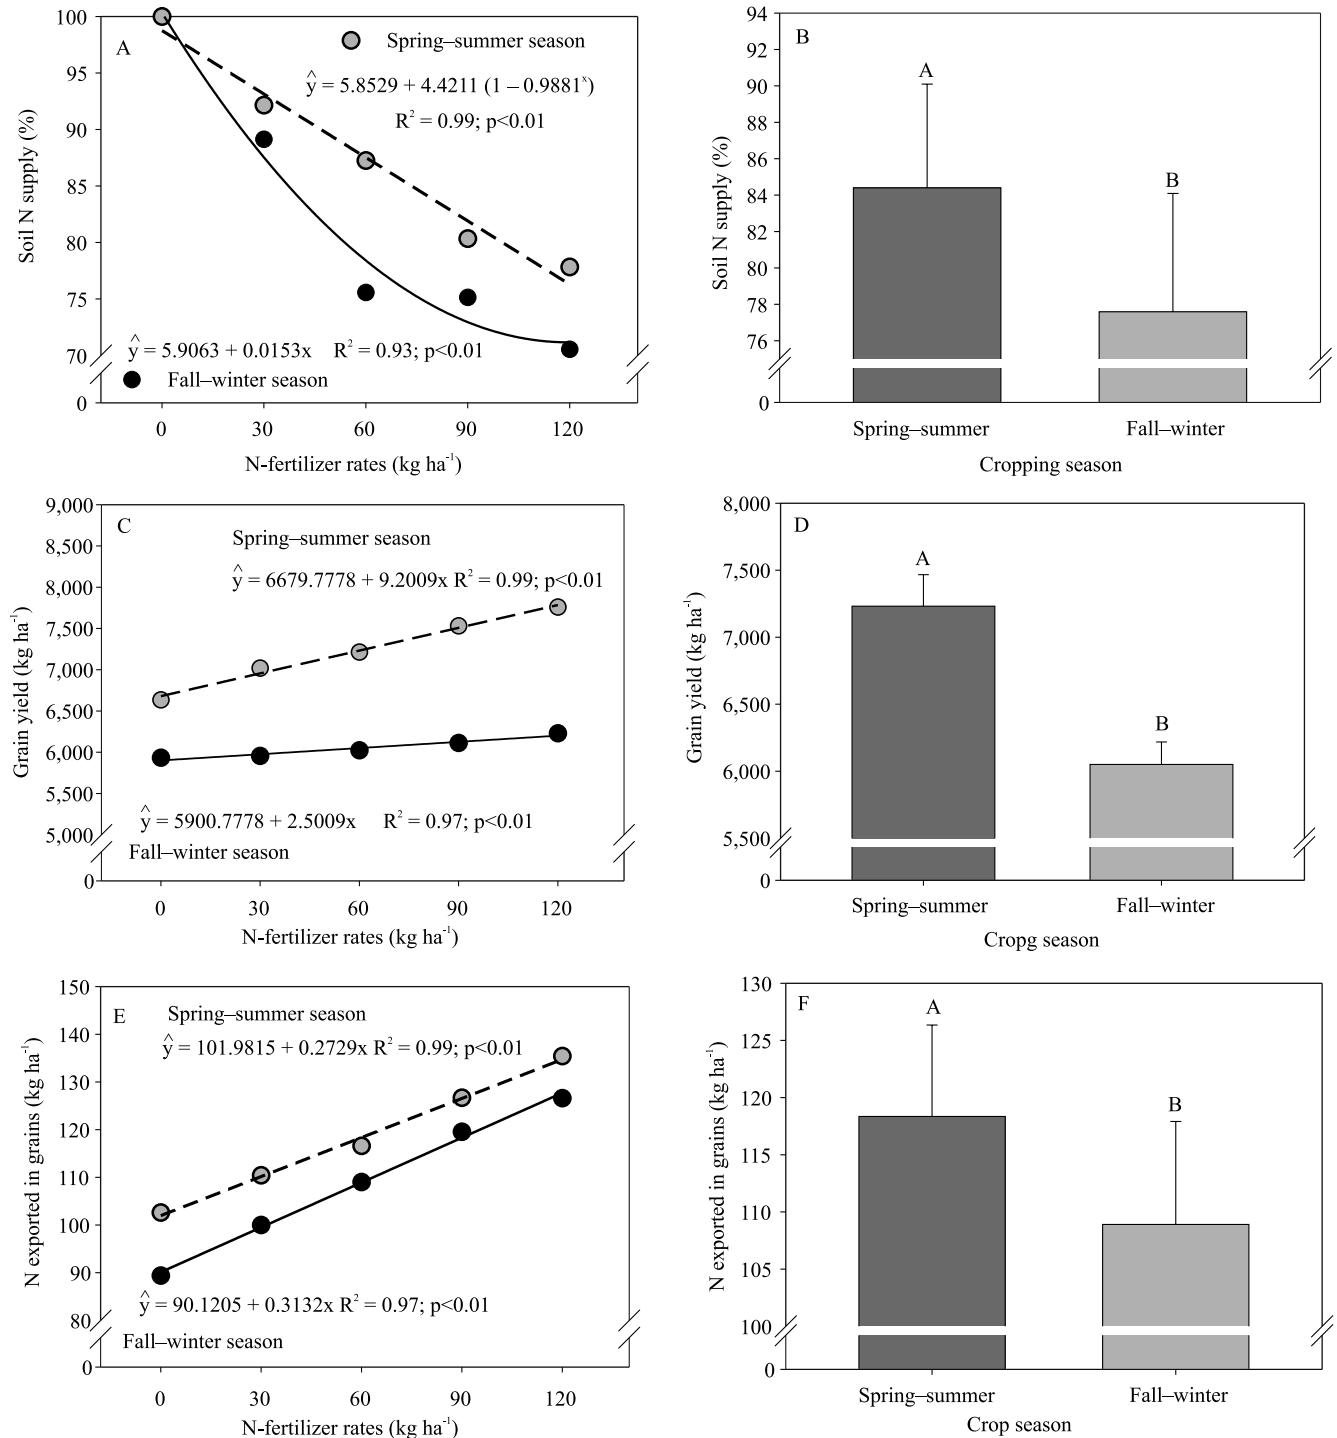 A
Spring–summer season
ŷ = 5.8529 + 4.4211 (1 – 0.9881ˣ)
R² = 0.99; p<0.01
100
95
90
85
80
75
70
0
Soil N supply (%)
ŷ = 5.9063 + 0.0153x R² = 0.93; p<0.01
Fall–winter season
0 30 60 90 120
N-fertilizer rates (kg ha⁻¹)
B
94
92
90
88
86
84
82
80
78
76
0
Soil N supply (%)
A
B
Spring–summer Fall–winter
Cropping season
C
9,000
8,500
8,000
7,500
7,000
6,500
6,000
5,500
5,000
0
Grain yield (kg ha⁻¹)
Spring–summer season
ŷ = 6679.7778 + 9.2009x R² = 0.99; p<0.01
ŷ = 5900.7778 + 2.5009x R² = 0.97; p<0.01
Fall–winter season
0 30 60 90 120
N-fertilizer rates (kg ha⁻¹)
D
8,000
7,500
7,000
6,500
6,000
5,500
0
Grain yield (kg ha⁻¹)
A
B
Spring–summer Fall–winter
Cropg season
E
150
140
130
120
110
100
90
80
0
N exported in grains (kg ha⁻¹)
Spring–summer season
ŷ = 101.9815 + 0.2729x R² = 0.99; p<0.01
ŷ = 90.1205 + 0.3132x R² = 0.97; p<0.01
Fall–winter season
0 30 60 90 120
N-fertilizer rates (kg ha⁻¹)
F
130
125
120
115
110
105
100
0
N exported in grains (kg ha⁻¹)
A
B
Spring–summer Fall–winter
Crop season